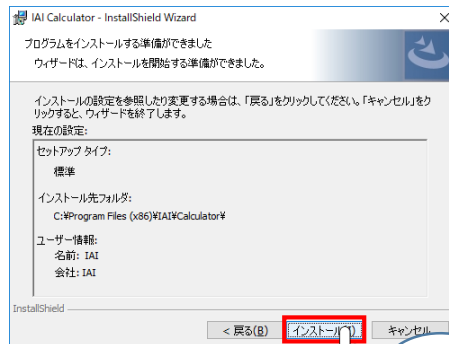 IAI Calculator - InstallShield Wizard
プログラムをインストールする準備ができました
ウィザードは、インストールを開始する準備ができました。
インストールの設定を参照したり変更する場合は、「戻る」をクリックしてください。「キャンセル」をク
リックすると、ウィザードを終了します。
現在の設定:
セットアップ タイプ:
標準
インストール先フォルダ:
C:¥Program Files (x86)¥IAI¥Calculator¥
ユーザー情報:
名前: IAI
会社: IAI
InstallShield
< 戻る(B)
インストール(I)
キャンセル